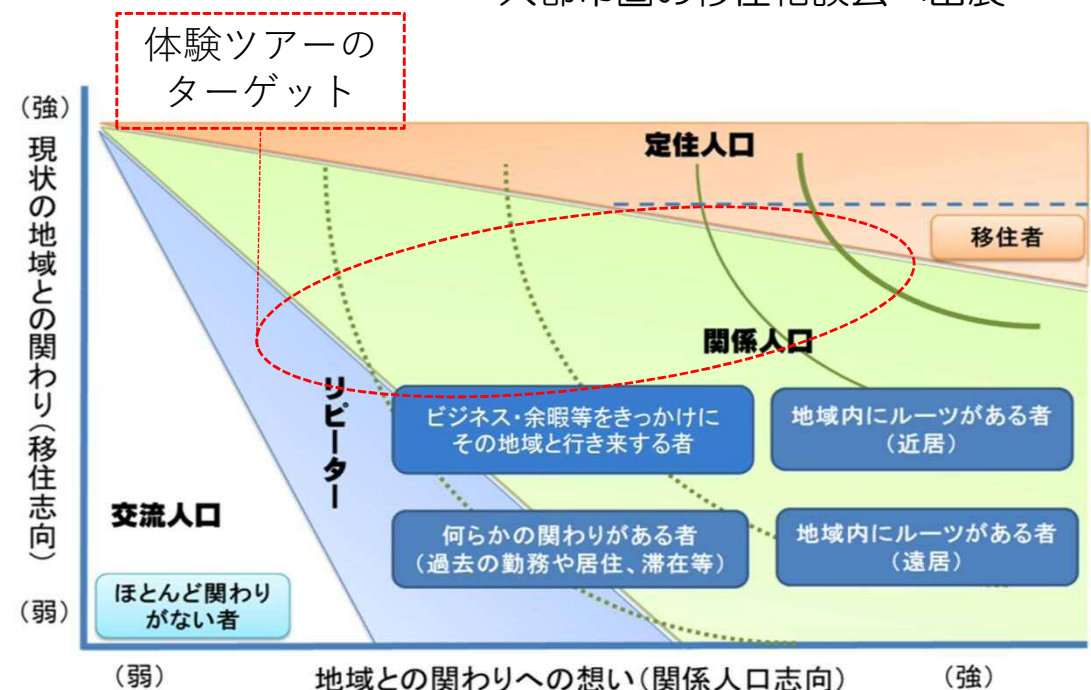 体験ツアーの
ターゲット
(強)
現状の地域との関わり(移住志向)
(弱)
定住人口
移住者
関係人口
リピーター
ビジネス・余暇等をきっかけに
その地域と行き来する者
地域内にルーツがある者
(近居)
交流人口
何らかの関わりがある者
(過去の勤務や居住、滞在等)
地域内にルーツがある者
(遠居)
ほとんど関わり
がない者
(弱)
地域との関わりへの想い(関係人口志向)
(強)